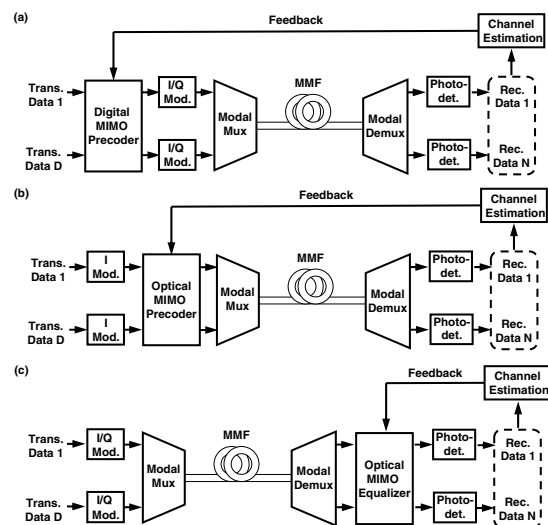 (a)
Feedback
Channel
Estimation
Trans.
Data 1
Trans.
Data D
Digital
MIMO
Precoder
I/Q
Mod.
I/Q
Mod.
Modal
Mux
MMF
Modal
Demux
Photo-
det.
Photo-
det.
Rec.
Data 1
Rec.
Data N
(b)
Feedback
Channel
Estimation
Trans.
Data 1
Trans.
Data D
I
Mod.
I
Mod.
Optical
MIMO
Precoder
Modal
Mux
MMF
Modal
Demux
Photo-
det.
Photo-
det.
Rec.
Data 1
Rec.
Data N
(c)
Feedback
Channel
Estimation
Trans.
Data 1
Trans.
Data D
I/Q
Mod.
I/Q
Mod.
Modal
Mux
MMF
Modal
Demux
Optical
MIMO
Equalizer
Photo-
det.
Photo-
det.
Rec.
Data 1
Rec.
Data N